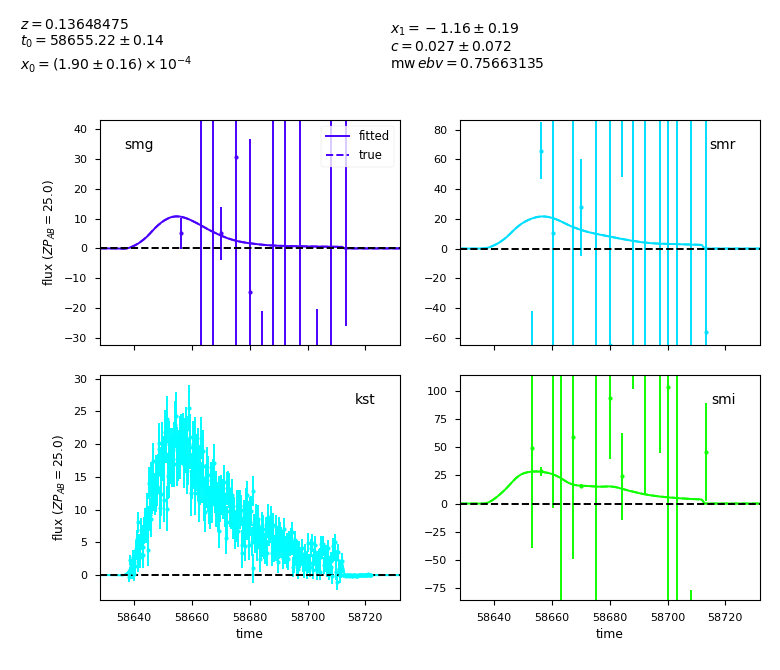 z = 0.13648475
t₀ = 58655.22 ± 0.14
x₀ = (1.90 ± 0.16) × 10⁻⁴
x₁ = −1.16 ± 0.19
c = 0.027 ± 0.072
mw ebv = 0.75663135
smg
fitted
true
40
30
20
10
0
−10
−20
−30
flux (ZP_AB = 25.0)
smr
80
60
40
20
0
−20
−40
−60
kst
30
25
20
15
10
5
0
flux (ZP_AB = 25.0)
58640 58660 58680 58700 58720
time
smi
100
75
50
25
0
−25
−50
−75
58640 58660 58680 58700 58720
time